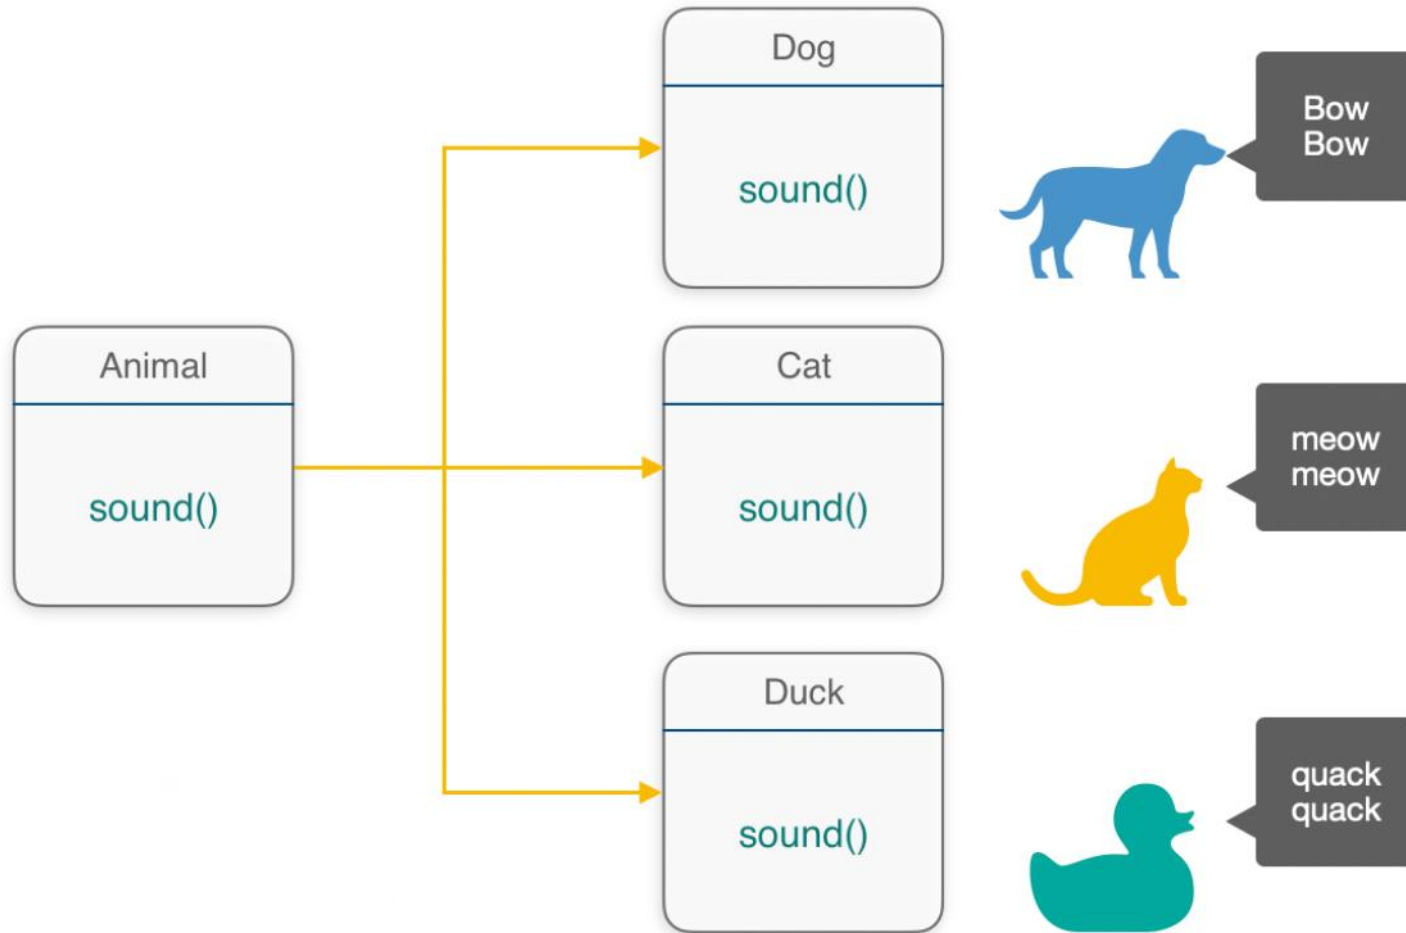 Dog
sound()
Bow
Bow
Animal
sound()
Cat
sound()
meow
meow
Duck
sound()
quack
quack